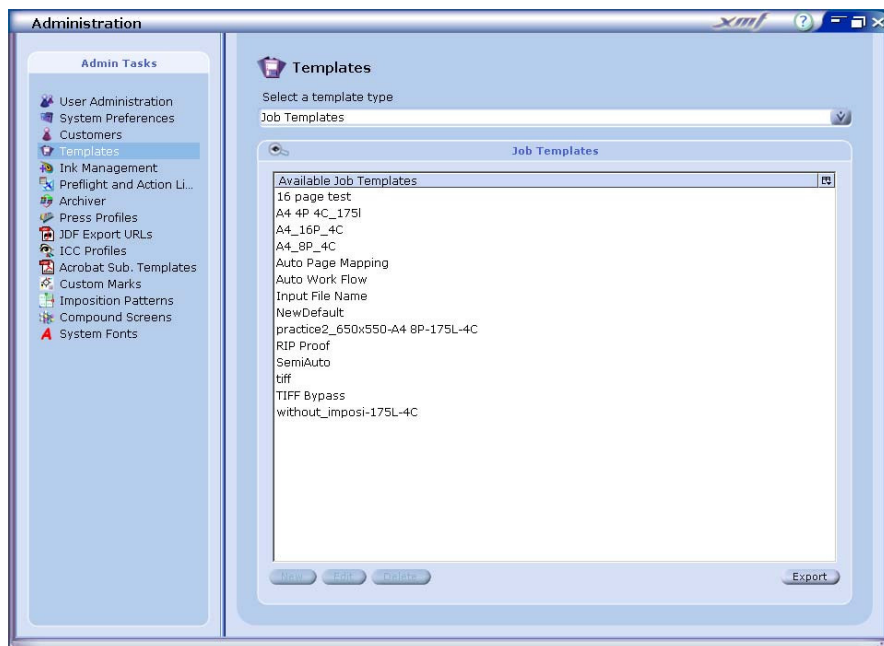 Administration
xmf
?
Admin Tasks
User Administration
System Preferences
Customers
Templates
Ink Management
Preflight and Action Li...
Archiver
Press Profiles
JDF Export URLs
ICC Profiles
Acrobat Sub. Templates
Custom Marks
Imposition Patterns
Compound Screens
System Fonts
Templates
Select a template type
Job Templates
Job Templates
Available Job Templates
16 page test
A4 4P 4C_175l
A4_16P_4C
A4_8P_4C
Auto Page Mapping
Auto Work Flow
Input File Name
NewDefault
practice2_650x550-A4 8P-175L-4C
RIP Proof
SemiAuto
tiff
TIFF Bypass
without_imposi-175L-4C
New Edit Delete Export